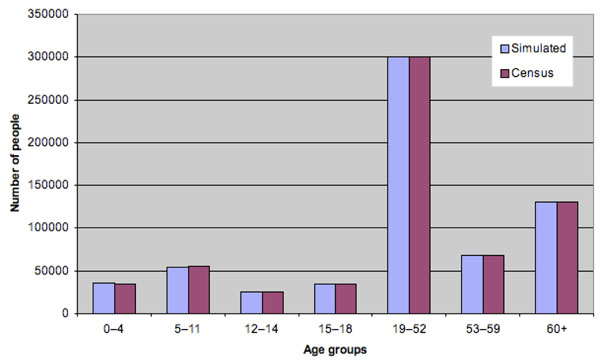 350000
300000
250000
200000
150000
100000
50000
0
Number of people
Simulated
Census
0–4 5–11 12–14 15–18 19–52 53–59 60+
Age groups